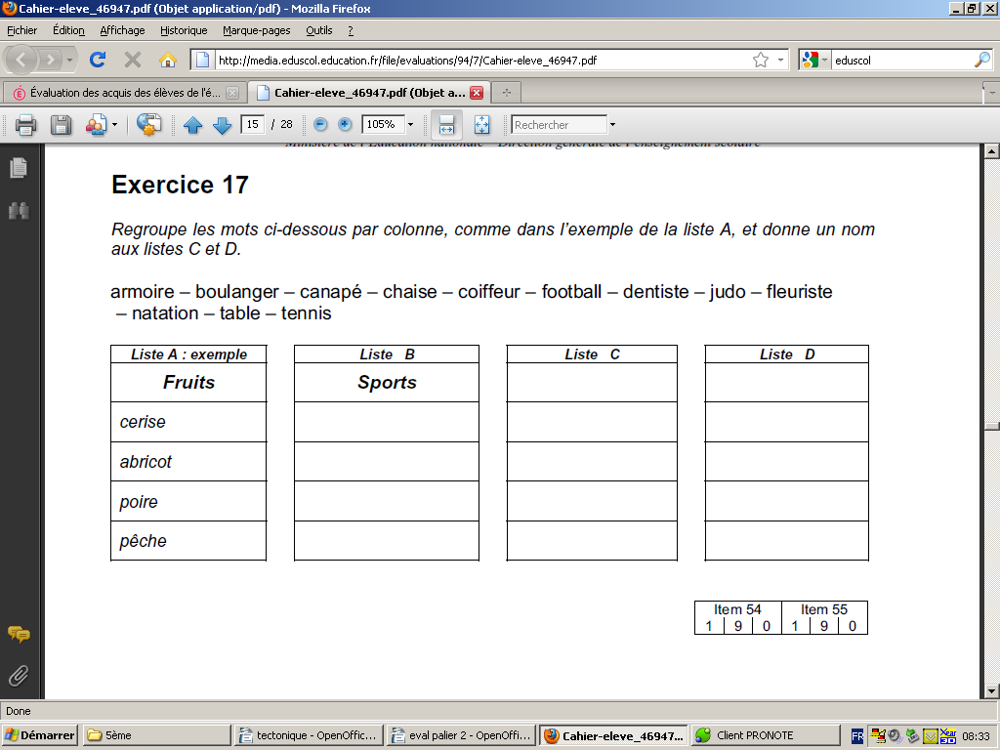 Cahier-eleve_46947.pdf (Objet application/pdf) - Mozilla Firefox
Fichier Édition Affichage Historique Marque-pages Outils ?
http://media.eduscol.education.fr/file/evaluations/94/7/Cahier-eleve_46947.pdf eduscol
Évaluation des acquis des élèves de l'é... Cahier-eleve_46947.pdf (Objet a...
15 / 28 105% Rechercher
Ministère de l'Éducation nationale – Direction générale de l'enseignement scolaire
Exercice 17
Regroupe les mots ci-dessous par colonne, comme dans l'exemple de la liste A, et donne un nom
aux listes C et D.
armoire – boulanger – canapé – chaise – coiffeur – football – dentiste – judo – fleuriste
– natation – table – tennis
Liste A : exemple Liste B Liste C Liste D
Fruits Sports
cerise
abricot
poire
pêche
Item 54 Item 55
1 9 0 1 9 0
Done
Démarrer 5ème tectonique - OpenOffic... eval palier 2 - OpenOffi... Cahier-eleve_46947... Client PRONOTE FR 08:33